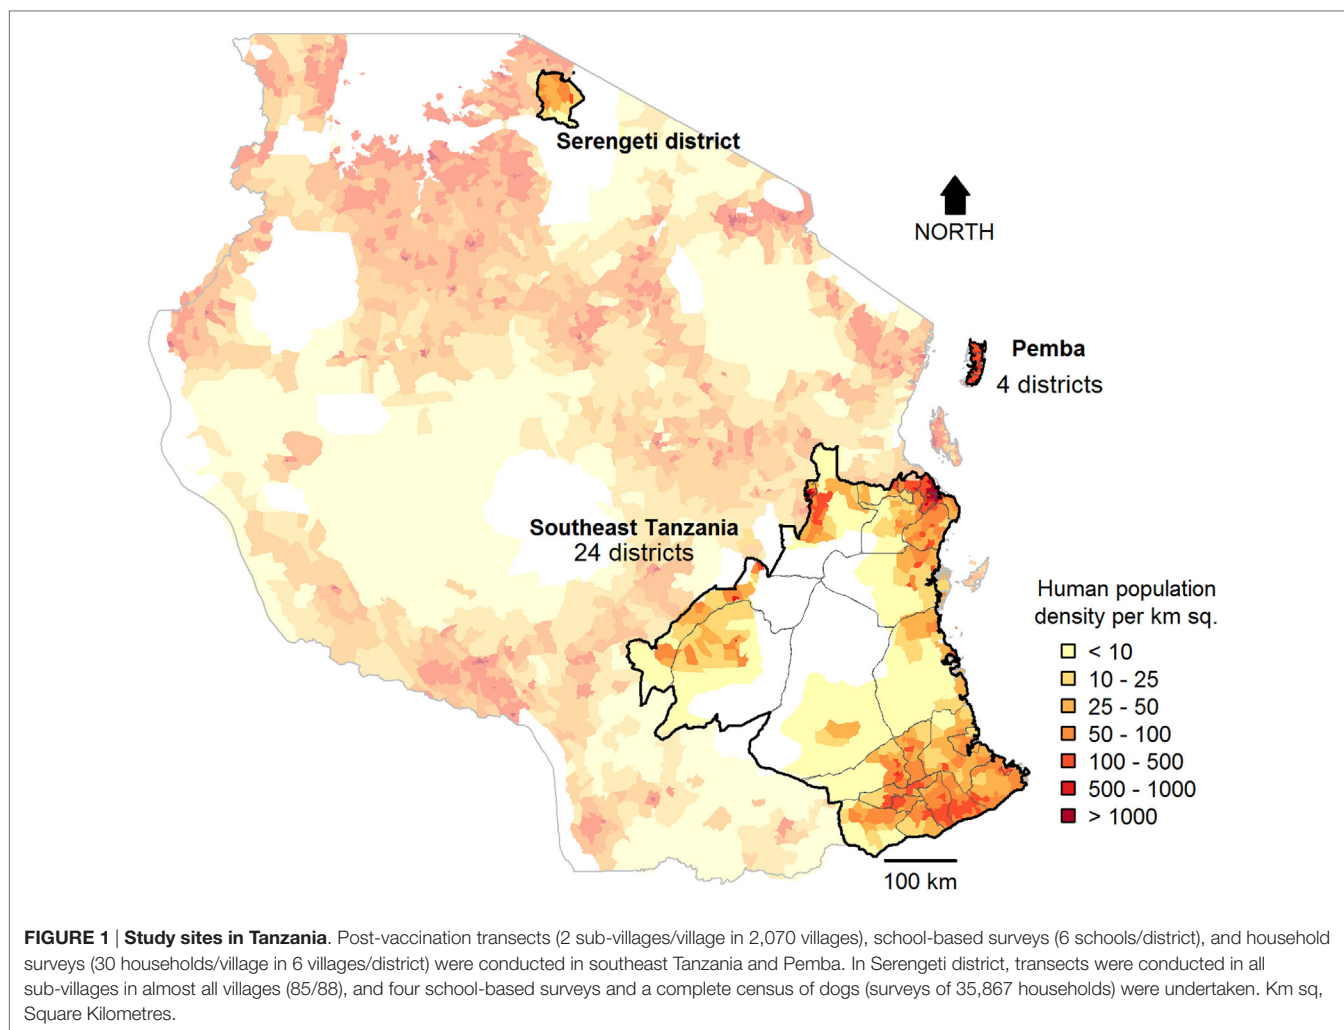 Serengeti district
NORTH
Pemba
4 districts
Southeast Tanzania
24 districts
Human population
density per km sq.
< 10
10 - 25
25 - 50
50 - 100
100 - 500
500 - 1000
> 1000
100 km
FIGURE 1 | Study sites in Tanzania. Post-vaccination transects (2 sub-villages/village in 2,070 villages), school-based surveys (6 schools/district), and household
surveys (30 households/village in 6 villages/district) were conducted in southeast Tanzania and Pemba. In Serengeti district, transects were conducted in all
sub-villages in almost all villages (85/88), and four school-based surveys and a complete census of dogs (surveys of 35,867 households) were undertaken. Km sq,
Square Kilometres.